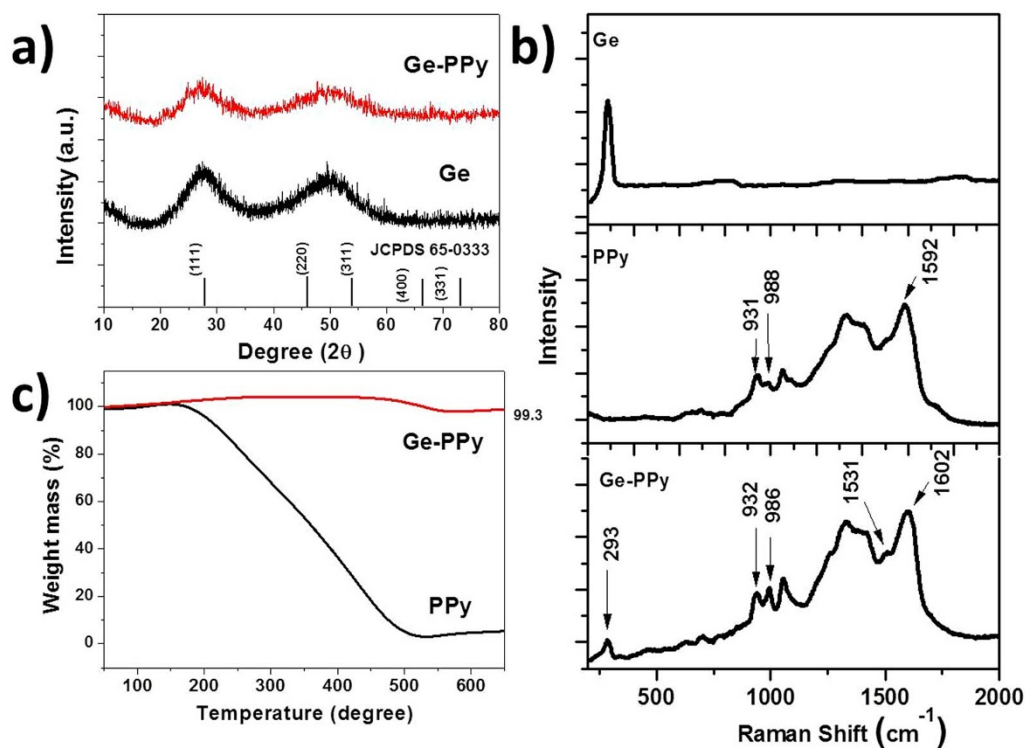 a)
Ge-PPy
Ge
Intensity (a.u.)
JCPDS 65-0333
(111)
(220)
(311)
(400)
(331)
10 20 30 40 50 60 70 80
Degree (2θ )
b)
Ge
PPy
931
988
1592
Intensity
Ge-PPy
293
932
986
1531
1602
500 1000 1500 2000
Raman Shift (cm⁻¹)
c)
100
80
60
40
20
0
Weight mass (%)
99.3
Ge-PPy
PPy
100 200 300 400 500 600
Temperature (degree)